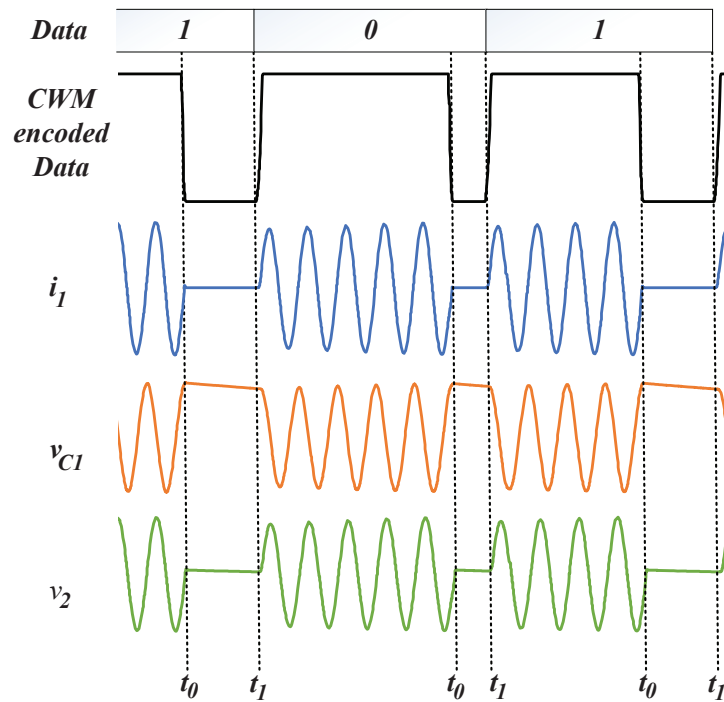 Data 1 0 1
CWM
encoded
Data
i1
vC1
v2
t0 t1 t0 t1 t0 t1